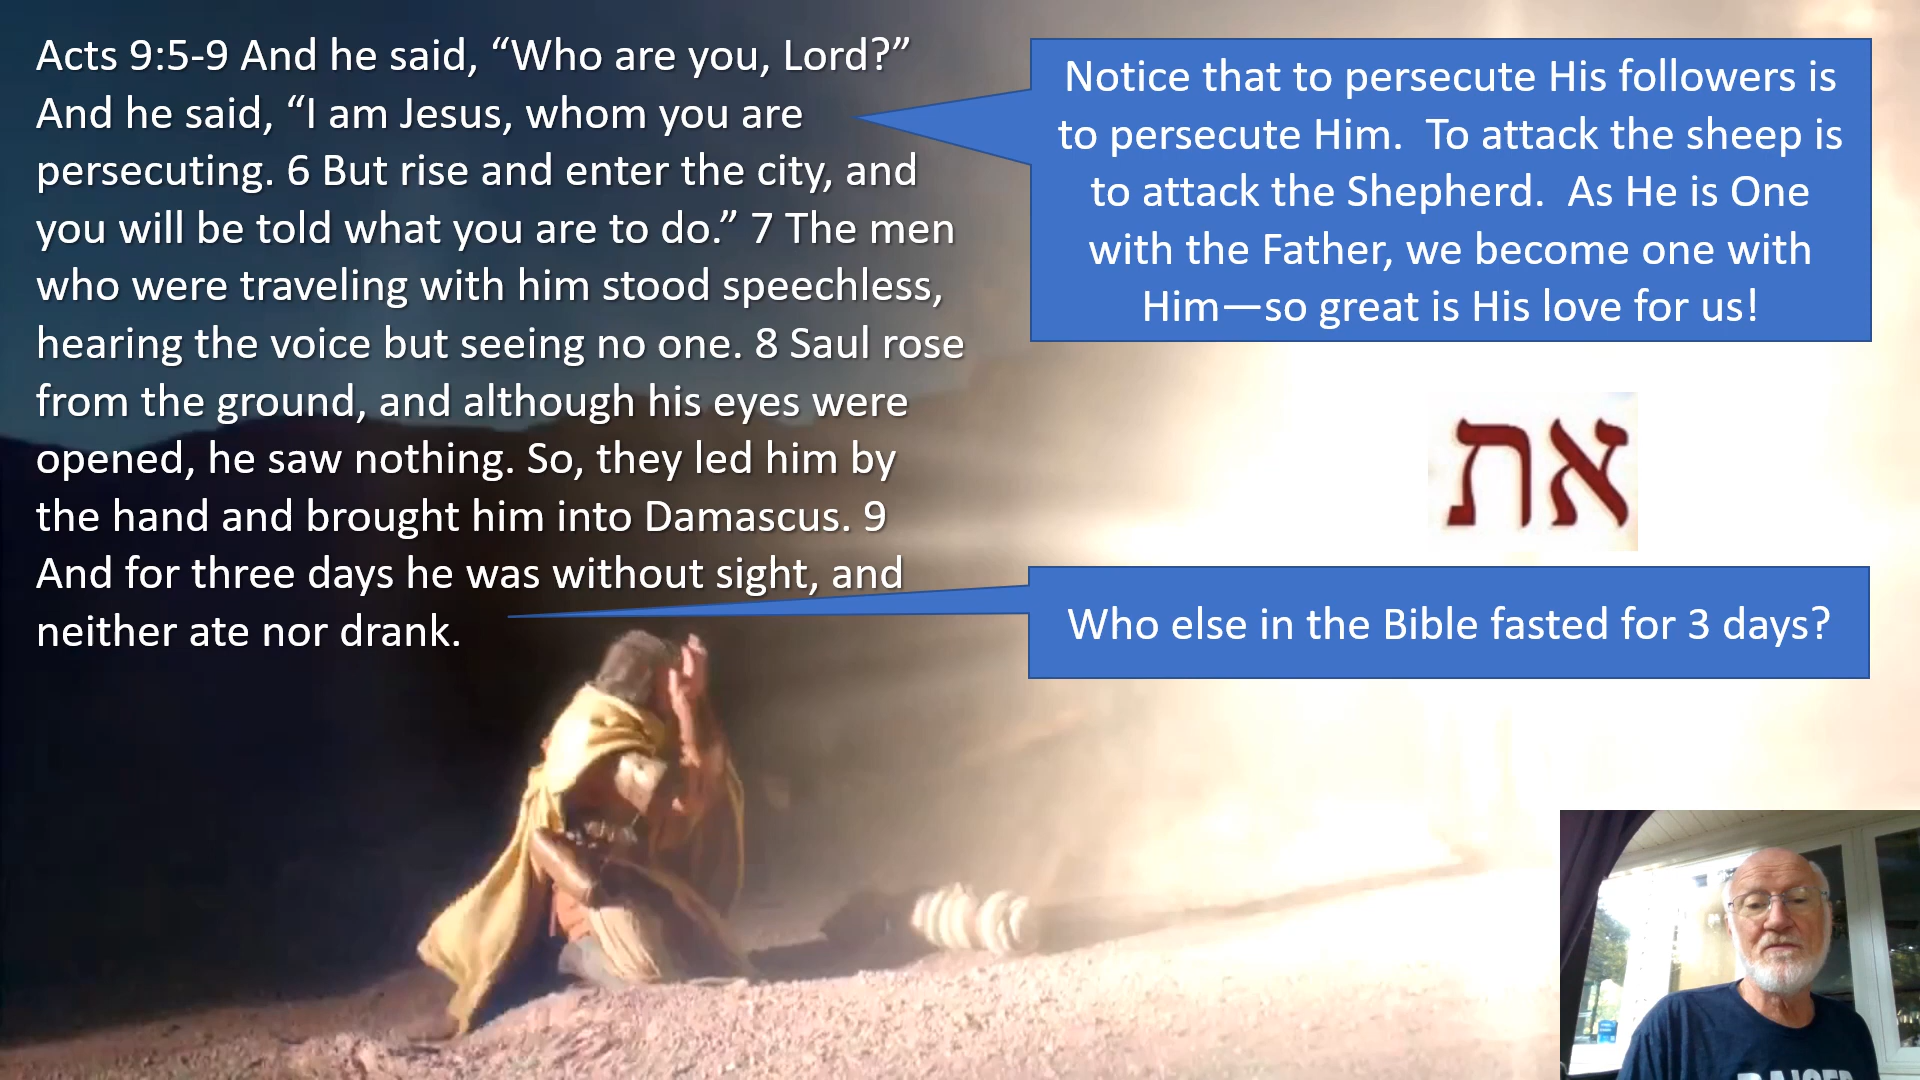 Acts 9:5-9 And he said, “Who are you, Lord?”
And he said, “I am Jesus, whom you are
persecuting. 6 But rise and enter the city, and
you will be told what you are to do.” 7 The men
who were traveling with him stood speechless,
hearing the voice but seeing no one. 8 Saul rose
from the ground, and although his eyes were
opened, he saw nothing. So, they led him by
the hand and brought him into Damascus. 9
And for three days he was without sight, and
neither ate nor drank.
Notice that to persecute His followers is
to persecute Him.  To attack the sheep is
to attack the Shepherd.  As He is One
with the Father, we become one with
Him—so great is His love for us!
את
Who else in the Bible fasted for 3 days?